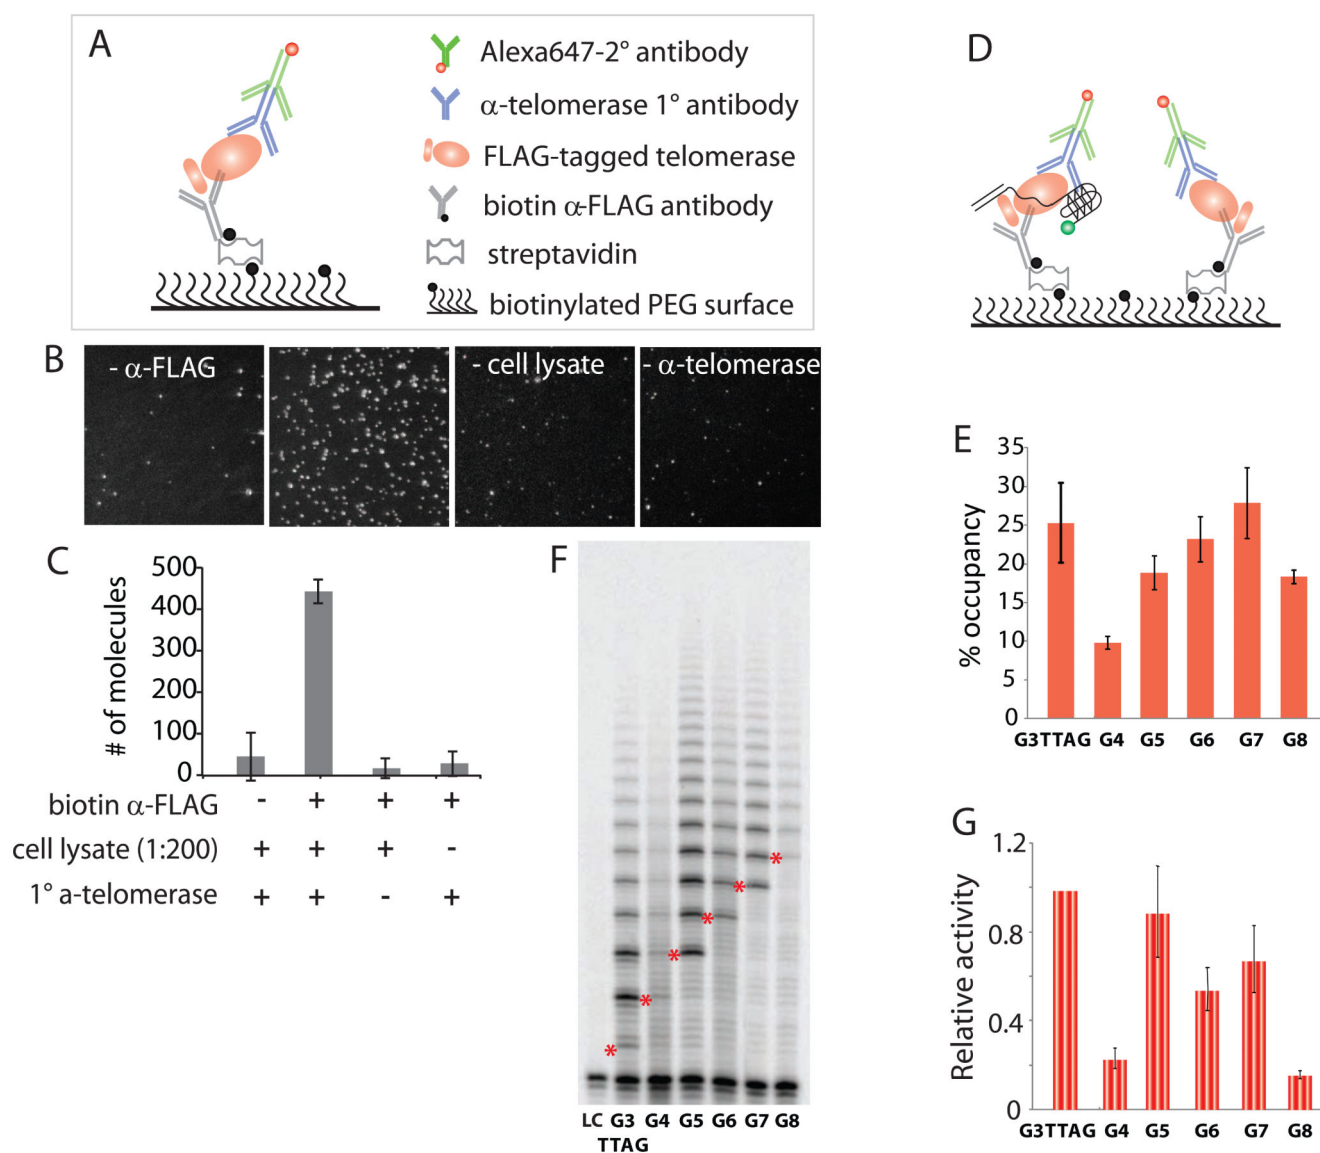 A
Alexa647-2° antibody
α-telomerase 1° antibody
FLAG-tagged telomerase
biotin α-FLAG antibody
streptavidin
biotinylated PEG surface
B
- α-FLAG
- cell lysate
- α-telomerase
C
# of molecules
500
400
300
200
100
0
biotin α-FLAG - + + +
cell lysate (1:200) + + + -
1° a-telomerase + + - +
D
E
% occupancy
35
30
25
20
15
10
5
0
G3TTAG G4 G5 G6 G7 G8
F
* * * * * *
LC G3 G4 G5 G6 G7 G8
TTAG
G
Relative activity
1.2
0.8
0.4
0
G3TTAG G4 G5 G6 G7 G8